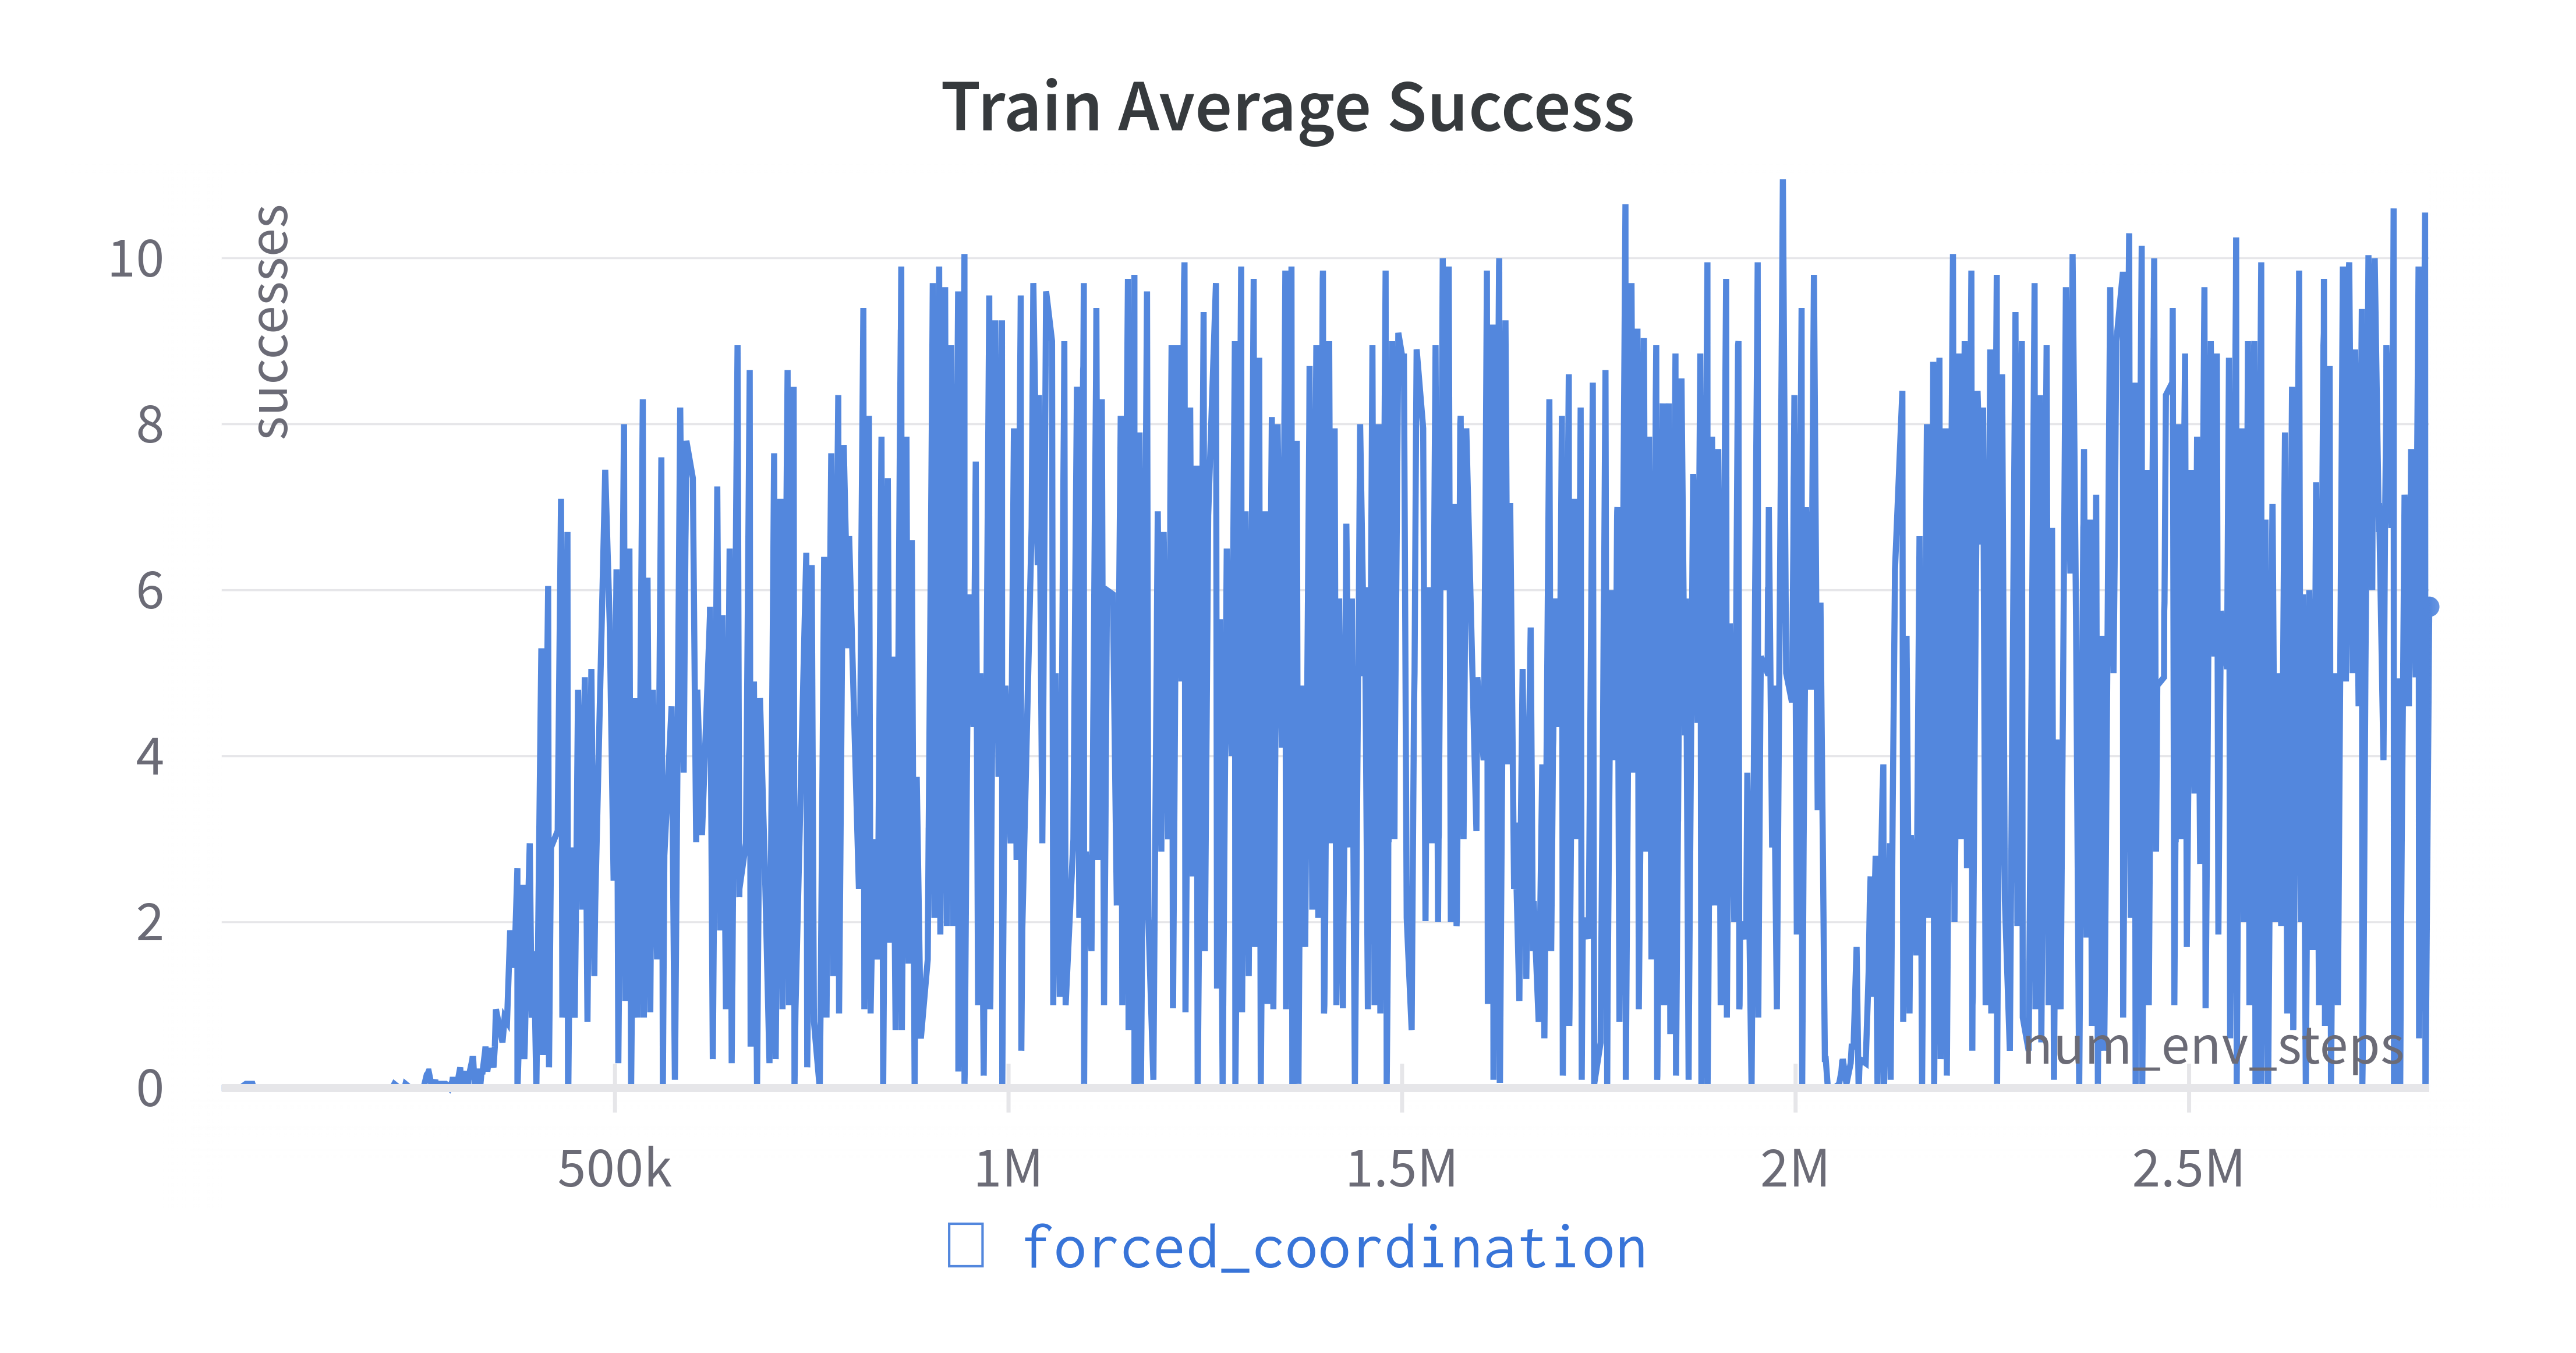 Train Average Success
successes
10
8
6
4
2
0
num_env_steps
500k
1M
1.5M
2M
2.5M
forced_coordination